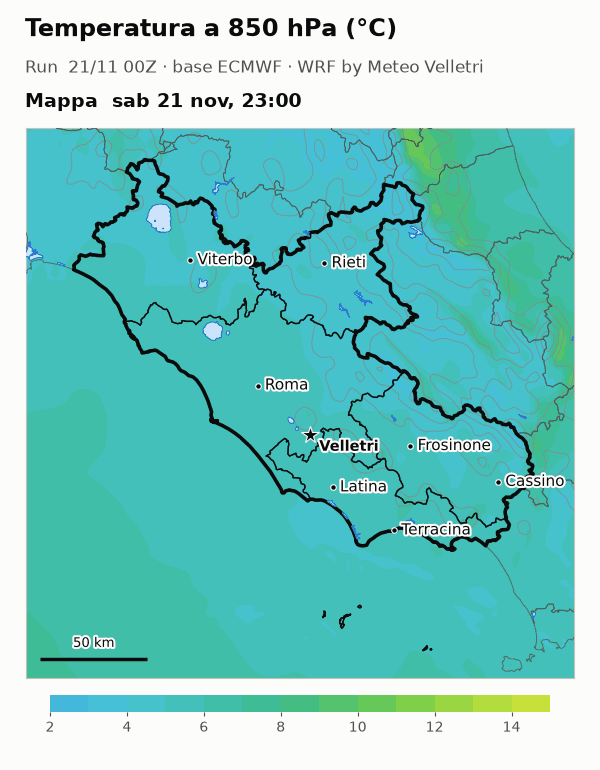 Temperatura a 850 hPa (°C)
Run  21/11 00Z · base ECMWF · WRF by Meteo Velletri
Mappa  sab 21 nov, 23:00
Viterbo
Rieti
Roma
Velletri
Frosinone
Cassino
Latina
Terracina
50 km
2 4 6 8 10 12 14